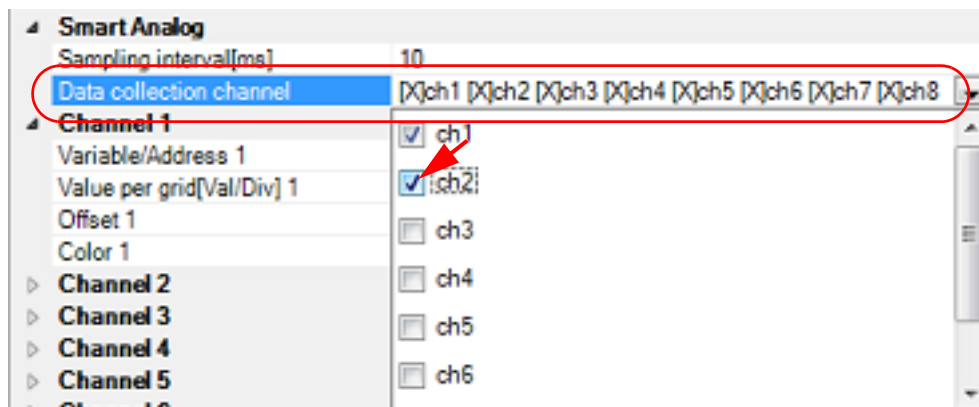 Smart Analog
Sampling interval[ms] 10
Data collection channel [X]ch1 [X]ch2 [X]ch3 [X]ch4 [X]ch5 [X]ch6 [X]ch7 [X]ch8
Channel 1
ch1
Variable/Address 1
Value per grid[Val/Div] 1
ch2
Offset 1
ch3
Color 1
Channel 2
ch4
Channel 3
ch5
Channel 4
Channel 5
ch6